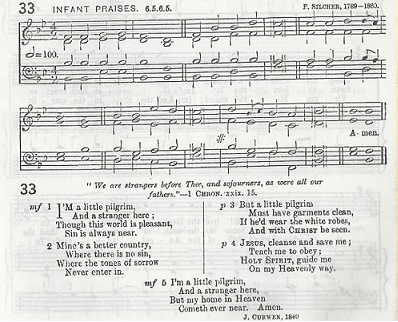 33 INFANT PRAISES. 6.5.6.5. F. SILCHER, 1789–1860.
=100.
A- men.
33
"We are strangers before Thee, and sojourners, as were all our
fathers."—1 CHRON. xxix. 15.
mf 1 I'M a little pilgrim,
And a stranger here;
Though this world is pleasant,
Sin is always near.
2 Mine's a better country,
Where there is no sin,
Where the tones of sorrow
Never enter in.
p 3 But a little pilgrim
Must have garments clean,
If he'd wear the white robes,
And with CHRIST be seen.
p 4 JESUS, cleanse and save me;
Teach me to obey;
HOLY SPIRIT, guide me
On my Heavenly way.
mf 5 I'm a little pilgrim,
And a stranger here,
But my home in Heaven
Cometh ever near. Amen.
J. CURWEN, 1840